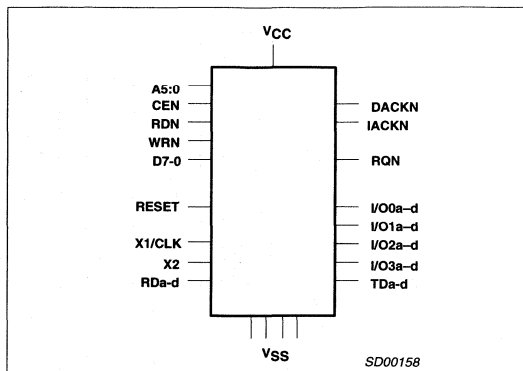 VCC
A5:0
CEN
RDN
WRN
D7-0
RESET
X1/CLK
X2
RDa-d
DACKN
IACKN
RQN
I/O0a–d
I/O1a–d
I/O2a–d
I/O3a–d
TDa-d
VSS
SD00158